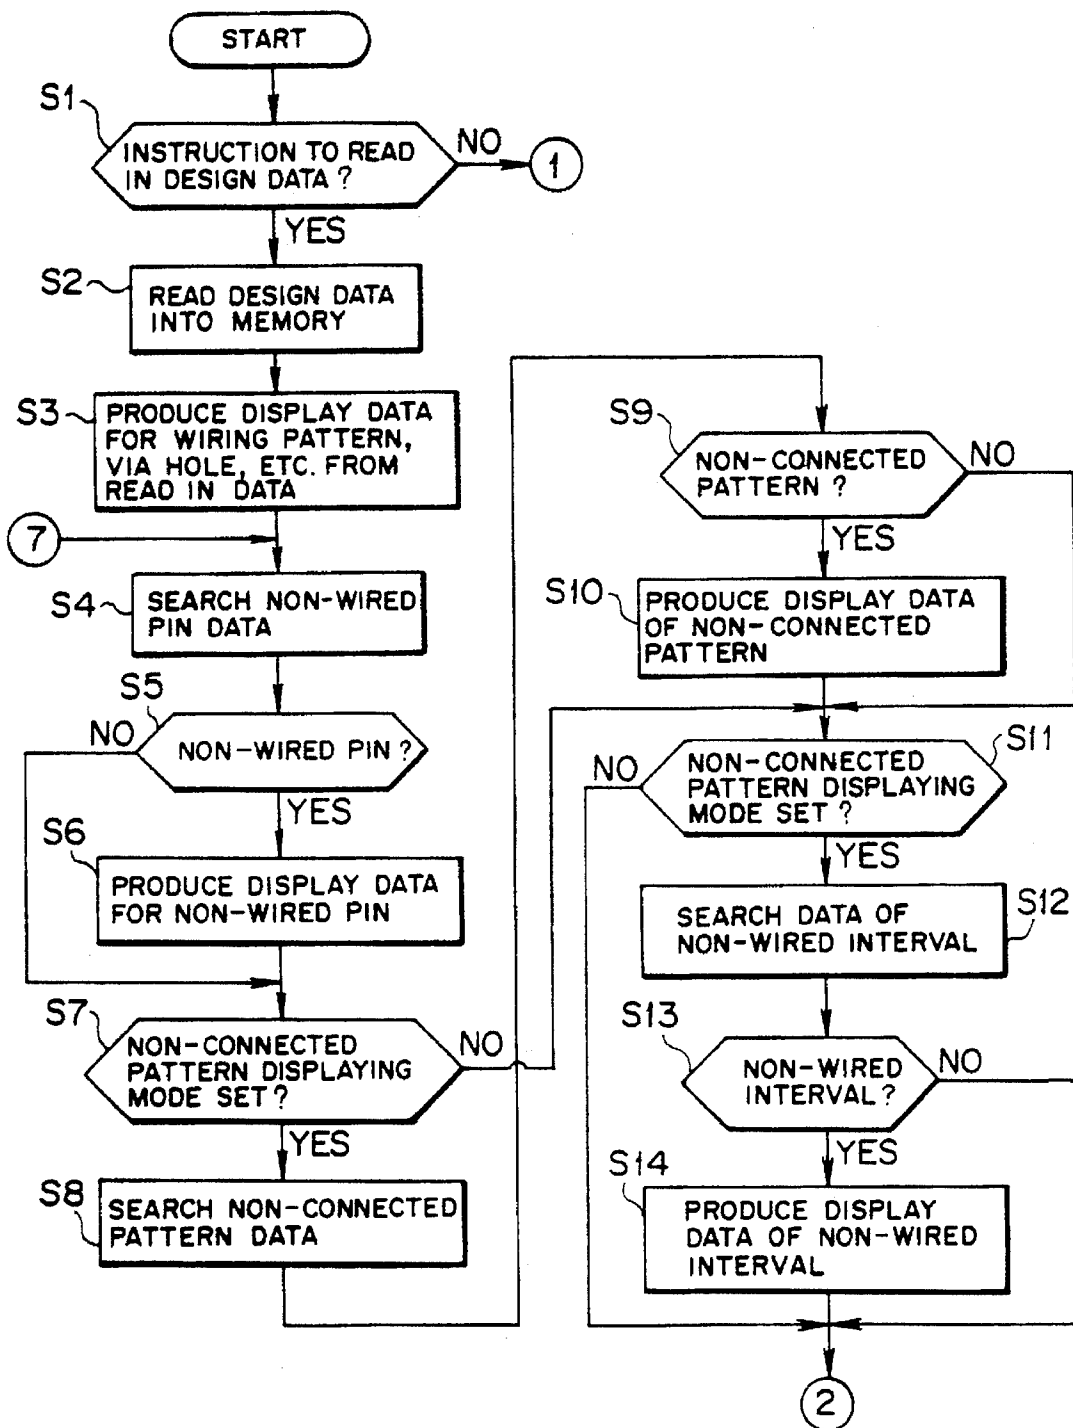 START
S1
INSTRUCTION TO READ
IN DESIGN DATA ?
NO
1
YES
S2
READ DESIGN DATA
INTO MEMORY
S3
PRODUCE DISPLAY DATA
FOR WIRING PATTERN,
VIA HOLE, ETC. FROM
READ IN DATA
7
S4
SEARCH NON-WIRED
PIN DATA
S5
NO
NON-WIRED PIN ?
YES
S6
PRODUCE DISPLAY DATA
FOR NON-WIRED PIN
S7
NON-CONNECTED
PATTERN DISPLAYING
MODE SET ?
NO
YES
S8
SEARCH NON-CONNECTED
PATTERN DATA
S9
NON-CONNECTED
PATTERN ?
NO
YES
S10
PRODUCE DISPLAY DATA
OF NON-CONNECTED
PATTERN
S11
NO
NON-CONNECTED
PATTERN DISPLAYING
MODE SET ?
YES
S12
SEARCH DATA OF
NON-WIRED INTERVAL
S13
NON-WIRED
INTERVAL ?
NO
YES
S14
PRODUCE DISPLAY
DATA OF NON-WIRED
INTERVAL
2